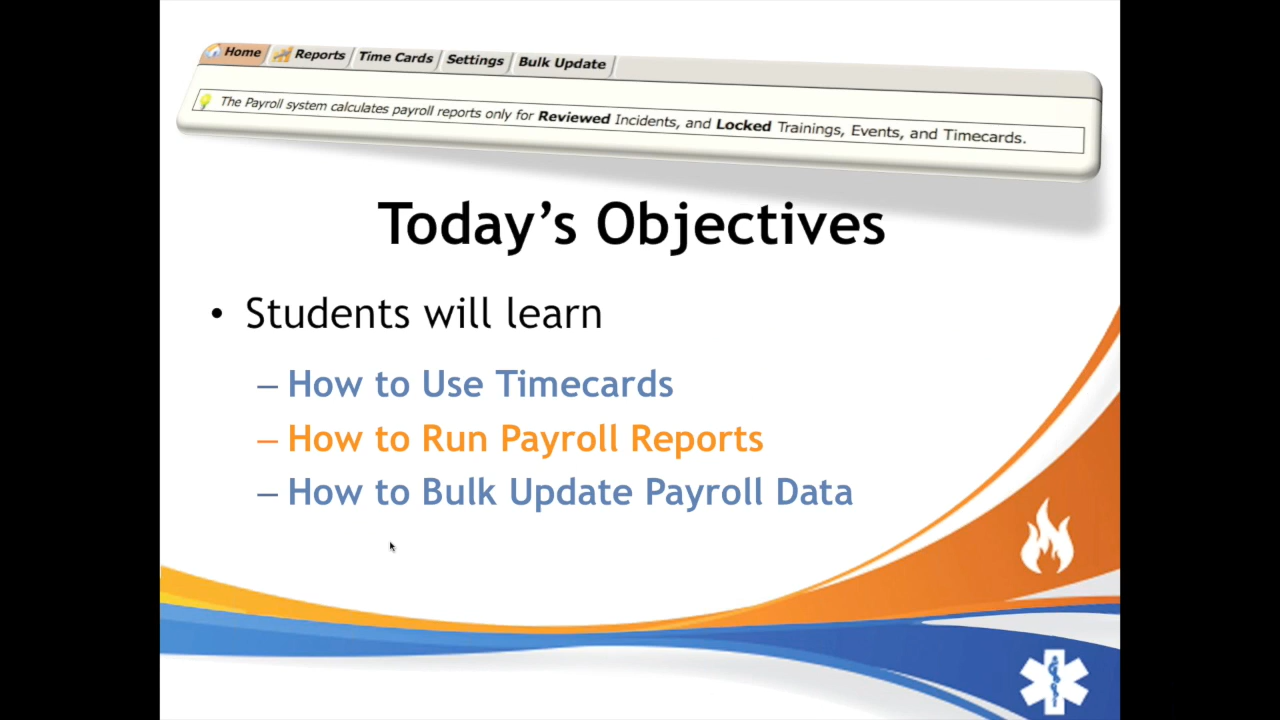 Home Reports Time Cards Settings Bulk Update
The Payroll system calculates payroll reports only for Reviewed Incidents, and Locked Trainings, Events, and Timecards.
Today’s Objectives
• Students will learn
– How to Use Timecards
– How to Run Payroll Reports
– How to Bulk Update Payroll Data